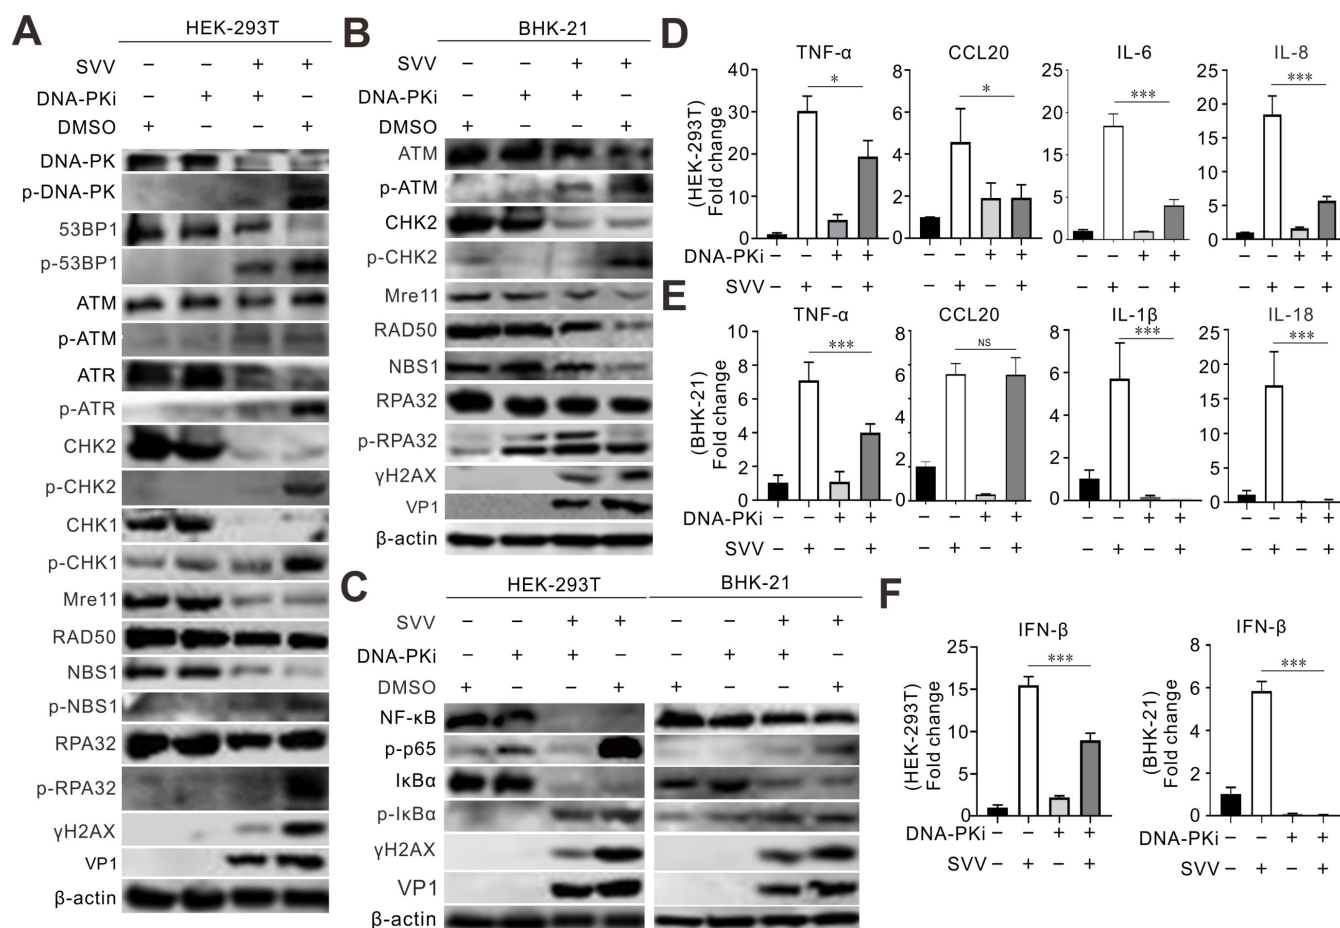 A
HEK-293T
SVV – – + +
DNA-PKi – + + –
DMSO + – – +
DNA-PK
p-DNA-PK
53BP1
p-53BP1
ATM
p-ATM
ATR
p-ATR
CHK2
p-CHK2
CHK1
p-CHK1
Mre11
RAD50
NBS1
p-NBS1
RPA32
p-RPA32
γH2AX
VP1
β-actin
B
BHK-21
SVV – – + +
DNA-PKi – + + –
DMSO + – – +
ATM
p-ATM
CHK2
p-CHK2
Mre11
RAD50
NBS1
RPA32
p-RPA32
γH2AX
VP1
β-actin
C
HEK-293T BHK-21
SVV – – + + – – + +
DNA-PKi – + + – – + + –
DMSO + – – + + – – +
NF-κB
p-p65
IκBα
p-IκBα
γH2AX
VP1
β-actin
D
(HEK-293T)
Fold change
TNF-α
40
30
20
10
0
*
CCL20
8
6
4
2
0
*
IL-6
25
20
15
5
0
***
IL-8
25
20
15
10
5
0
***
DNA-PKi – – + + – – + + – – + + – – + +
SVV – + – + – + – + – + – + – + – +
E
(BHK-21)
Fold change
TNF-α
10
8
6
4
2
0
***
CCL20
8
6
4
2
0
NS
IL-1β
8
6
4
2
0
***
IL-18
25
20
15
10
5
0
***
DNA-PKi – – + + – – + + – – + + – – + +
SVV – + – + – + – + – + – + – + – +
F
(HEK-293T)
Fold change
IFN-β
25
15
10
5
0
***
DNA-PKi – – + +
SVV – + – +
(BHK-21)
Fold change
IFN-β
8
6
4
2
0
***
DNA-PKi – – + +
SVV – + – +